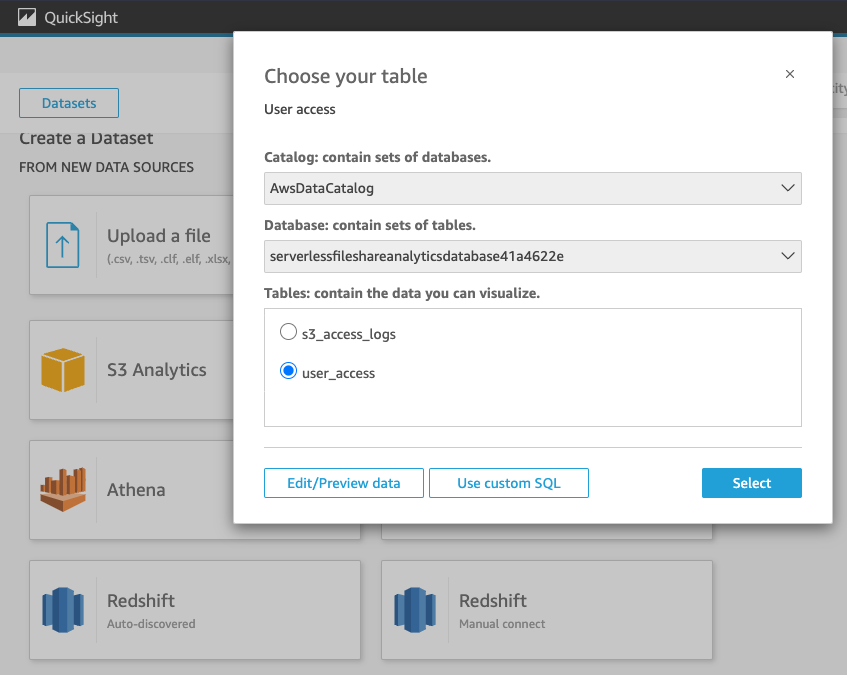 QuickSight
Datasets
Create a Dataset
FROM NEW DATA SOURCES
Upload a file
(.csv, .tsv, .clf, .elf, .xlsx,
S3 Analytics
Athena
Redshift
Auto-discovered
Redshift
Manual connect
Choose your table
User access
Catalog: contain sets of databases.
AwsDataCatalog
Database: contain sets of tables.
serverlessfileshareanalyticsdatabase41a4622e
Tables: contain the data you can visualize.
s3_access_logs
user_access
Edit/Preview data
Use custom SQL
Select